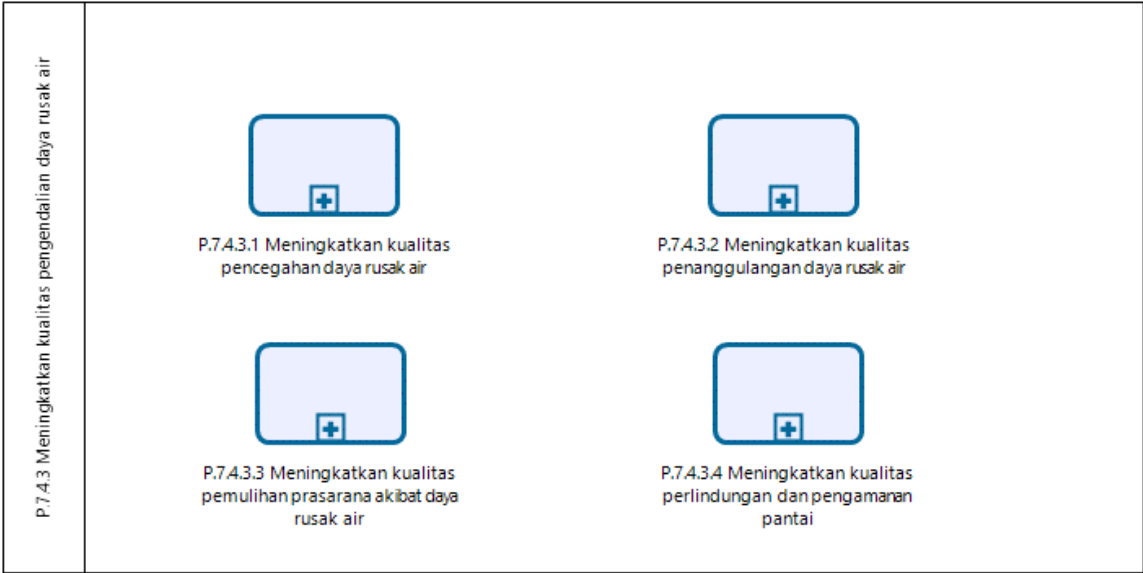 P.7.4.3 Meningkatkan kualitas pengendalian daya rusak air
P.7.4.3.1 Meningkatkan kualitas
pencegahan daya rusak air
P.7.4.3.2 Meningkatkan kualitas
penanggulangan daya rusak air
P.7.4.3.3 Meningkatkan kualitas
pemulihan prasarana akibat daya
rusak air
P.7.4.3.4 Meningkatkan kualitas
perlindungan dan pengamanan
pantai